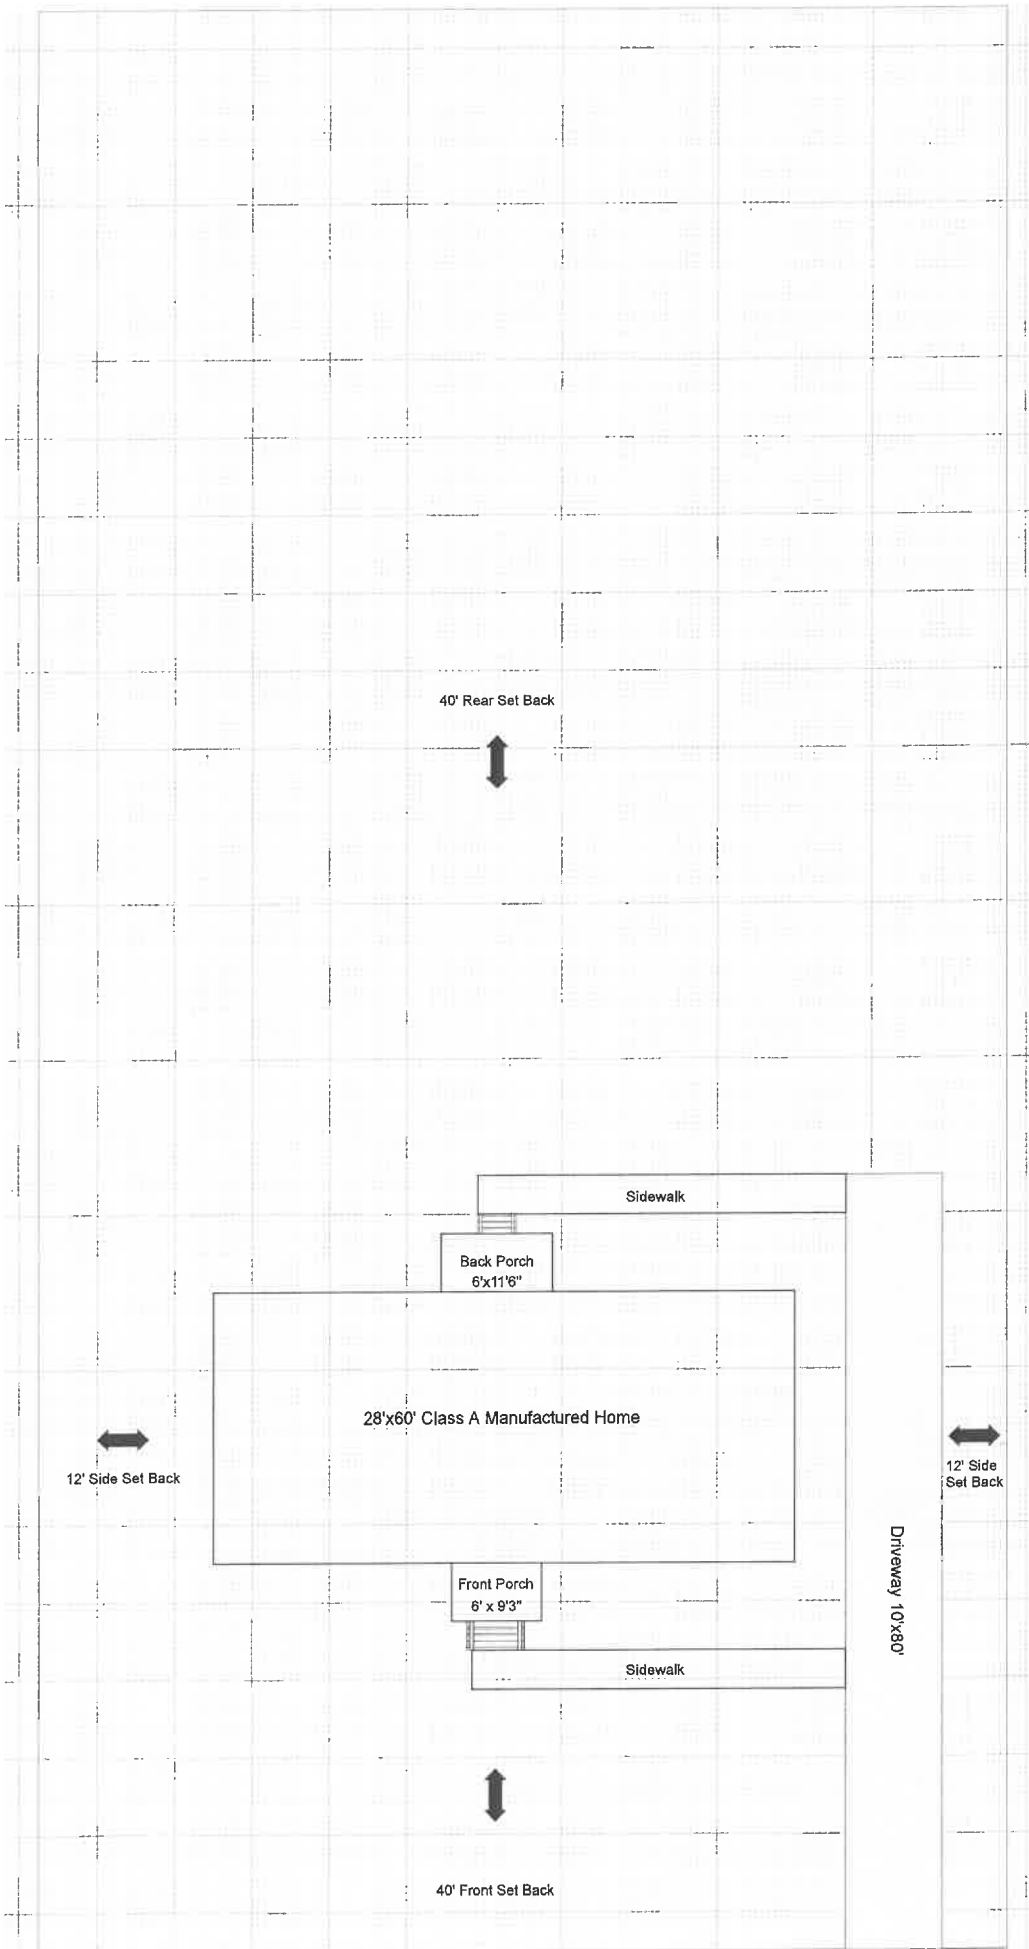 40' Rear Set Back
Sidewalk
Back Porch
6'x11'6"
28'x60' Class A Manufactured Home
12' Side Set Back
12' Side
Set Back
Driveway 10'x80'
Front Porch
6' x 9'3"
Sidewalk
40' Front Set Back